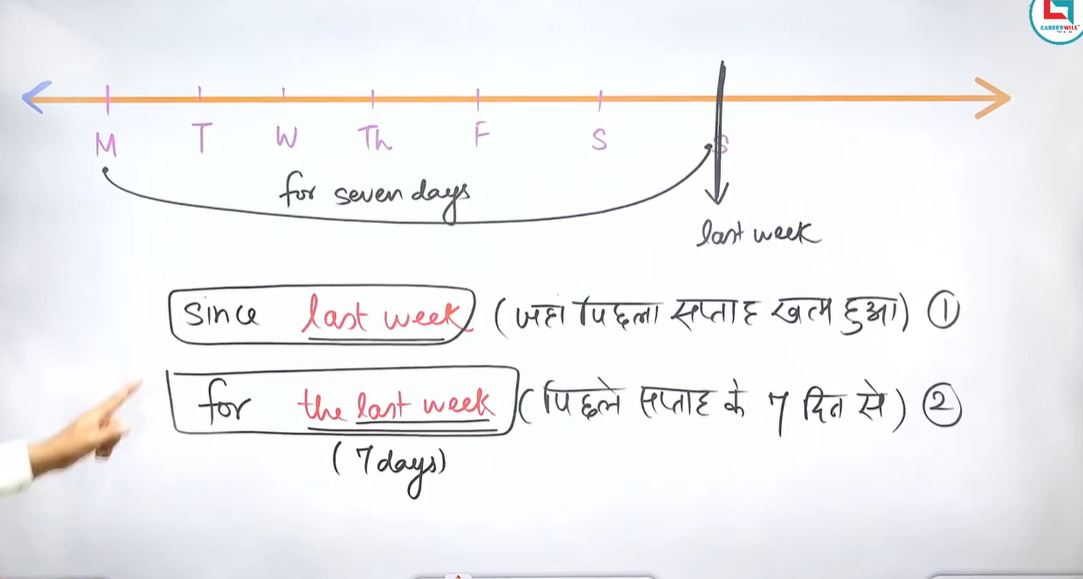 CAREERWILL
M T W Th F S S
for seven days
last week
Since last week (जहां पिछला सप्ताह खत्म हुआ) ①
for the last week (पिछले सप्ताह के 7 दिन से) ②
(7 days)